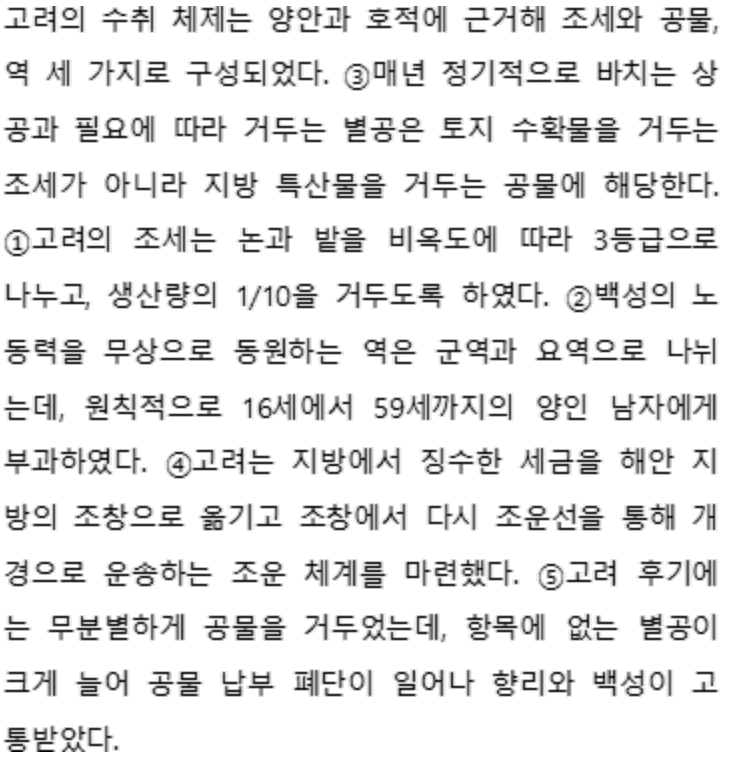 고려의 수취 체제는 양안과 호적에 근거해 조세와 공물,
역 세 가지로 구성되었다. ③매년 정기적으로 바치는 상
공과 필요에 따라 거두는 별공은 토지 수확물을 거두는
조세가 아니라 지방 특산물을 거두는 공물에 해당한다.
①고려의 조세는 논과 밭을 비옥도에 따라 3등급으로
나누고, 생산량의 1/10을 거두도록 하였다. ②백성의 노
동력을 무상으로 동원하는 역은 군역과 요역으로 나뉘
는데, 원칙적으로 16세에서 59세까지의 양인 남자에게
부과하였다. ④고려는 지방에서 징수한 세금을 해안 지
방의 조창으로 옮기고 조창에서 다시 조운선을 통해 개
경으로 운송하는 조운 체계를 마련했다. ⑤고려 후기에
는 무분별하게 공물을 거두었는데, 항목에 없는 별공이
크게 늘어 공물 납부 폐단이 일어나 향리와 백성이 고
통받았다.